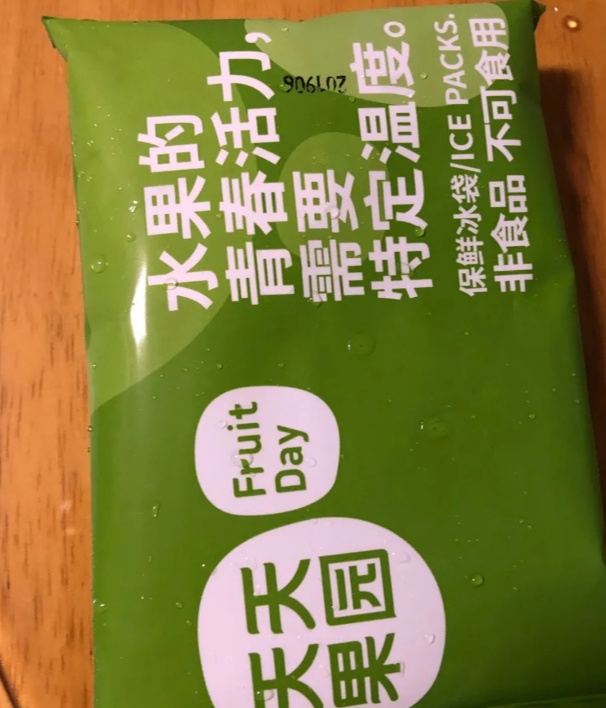 水果的
青春活力，
需要
特定温度。
保鲜冰袋/ICE PACKS.
非食品 不可食用
201906
Fruit
Day
天天
果园